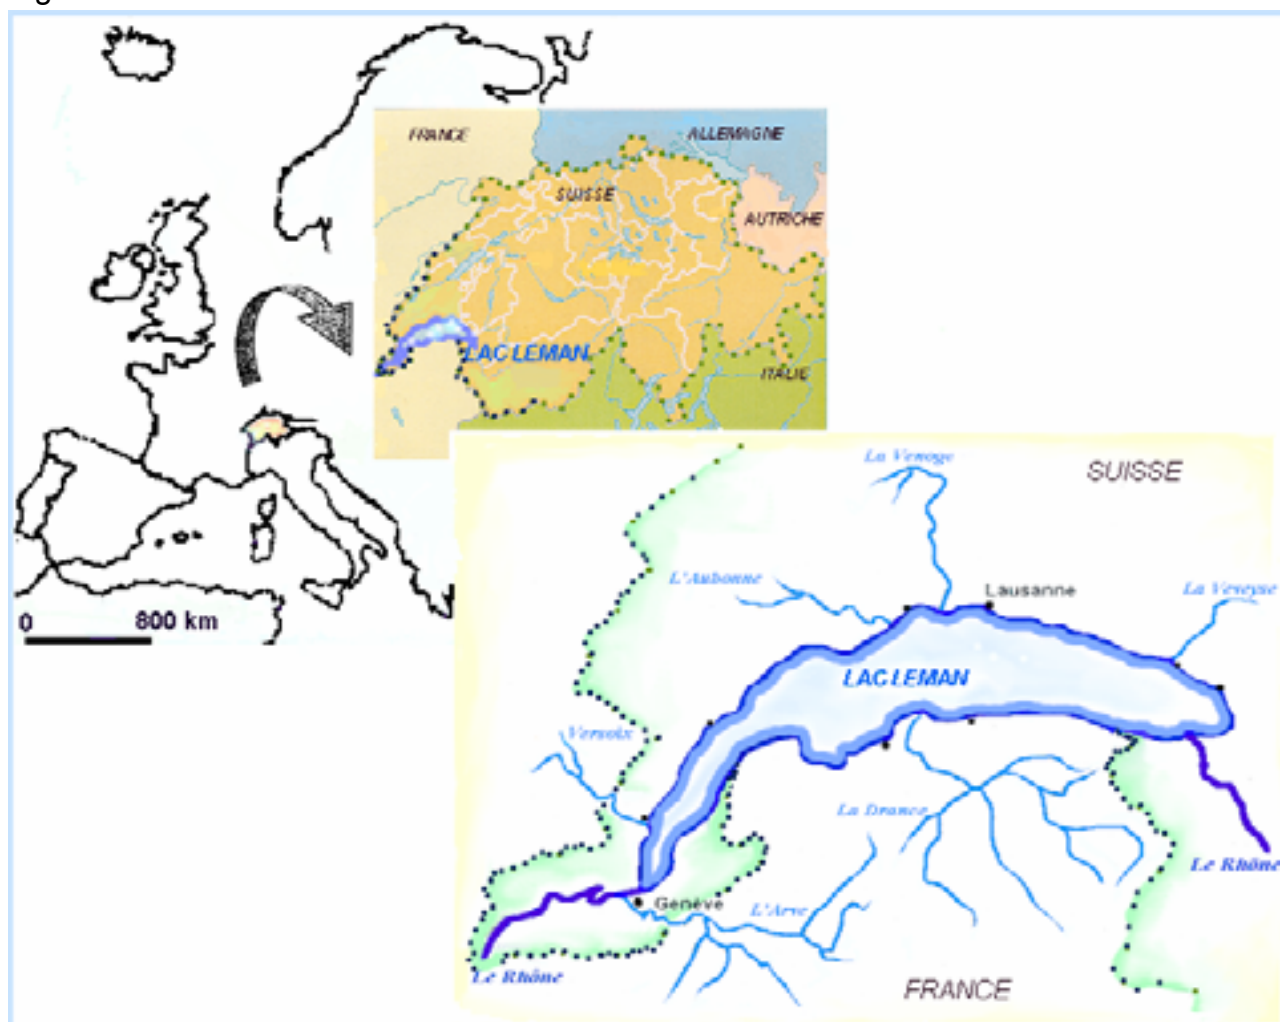 FRANCE
ALLEMAGNE
SUISSE
AUTRICHE
LAC LEMAN
ITALIE
0 800 km
La Venoge
SUISSE
L'Aubonne
Lausanne
La Veveyse
LAC LEMAN
Versoix
La Drance
Le Rhône
Genève
L'Arve
Le Rhône
FRANCE